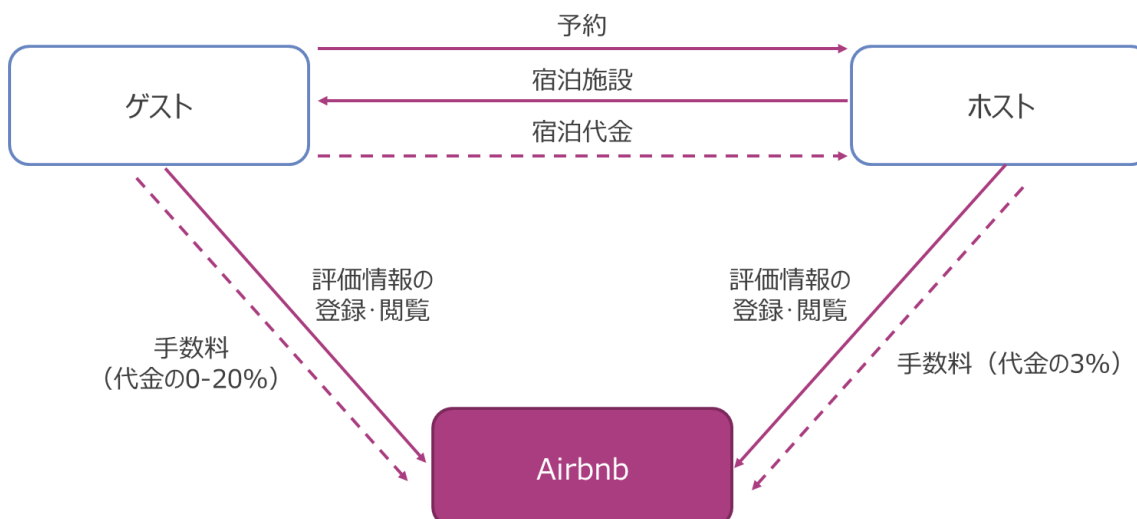 予約
ゲスト
宿泊施設
ホスト
宿泊代金
評価情報の
登録·閲覧
評価情報の
登録·閲覧
手数料
（代金の0-20%）
手数料（代金の3%）
Airbnb